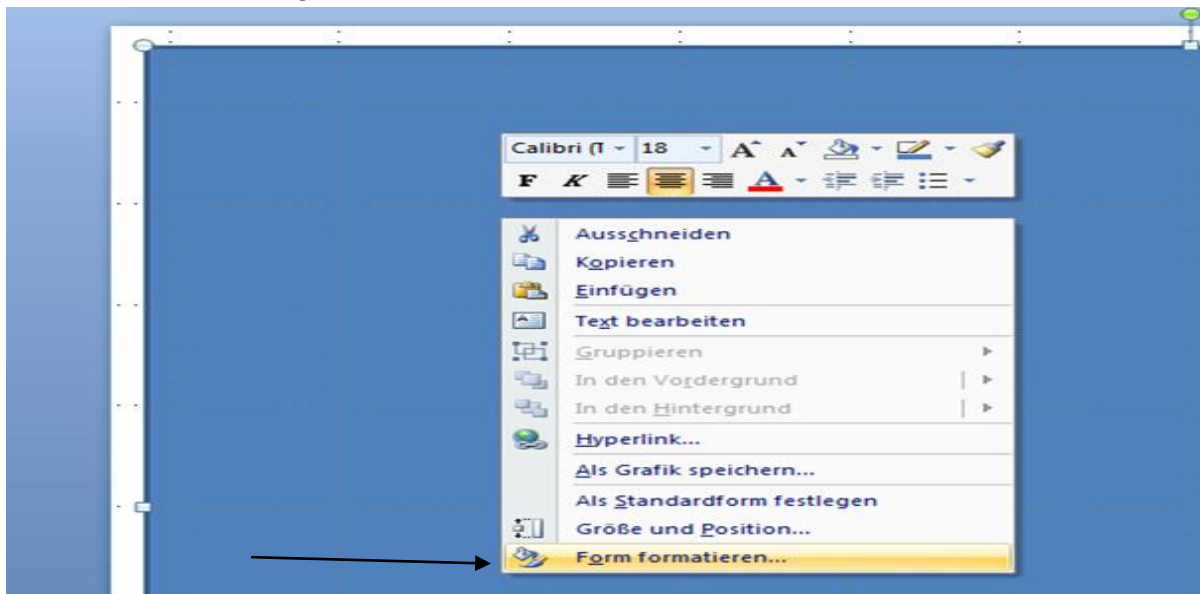 Calibri (T 18 A A
F K A
Ausschneiden
Kopieren
Einfügen
Text bearbeiten
Gruppieren
In den Vordergrund
In den Hintergrund
Hyperlink...
Als Grafik speichern...
Als Standardform festlegen
Größe und Position...
Form formatieren...